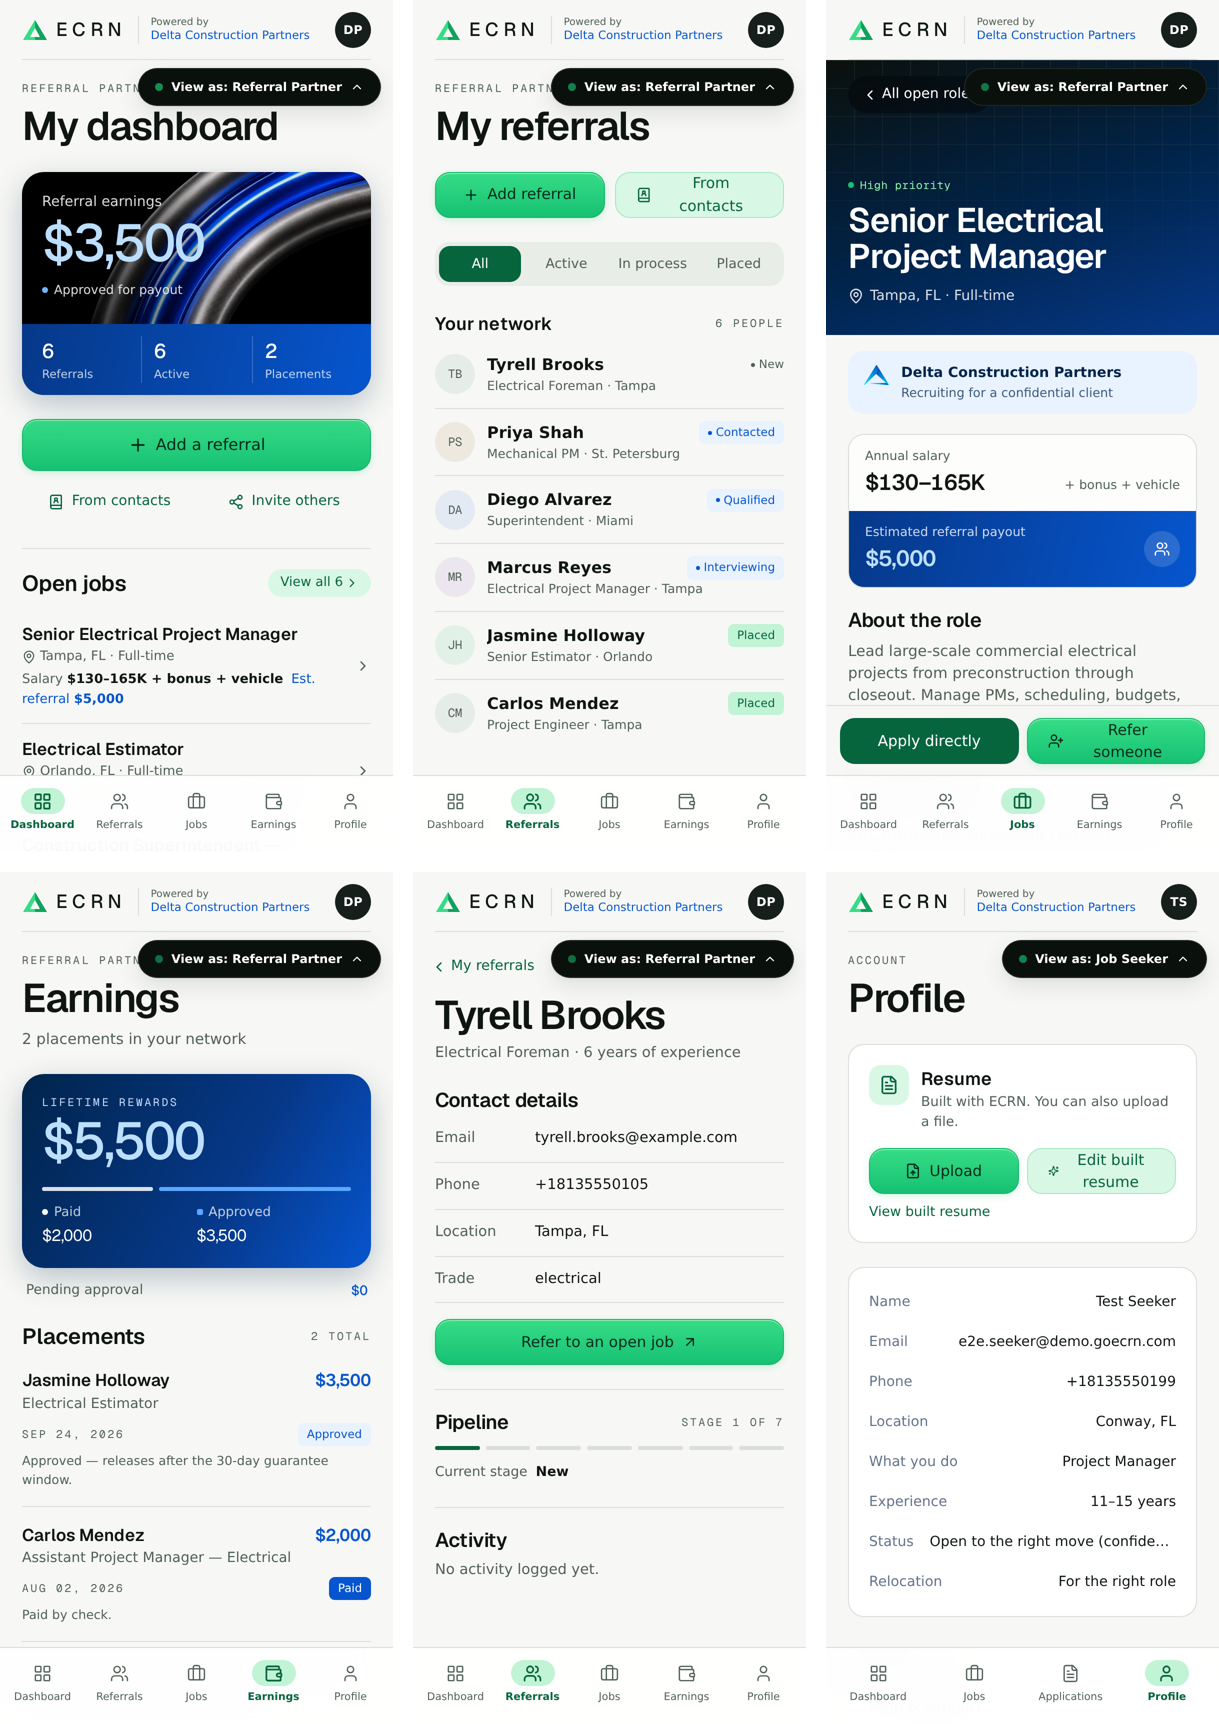 ECRN
Powered by
Delta Construction Partners
DP
REFERRAL PARTN
View as: Referral Partner
My dashboard
Referral earnings
$3,500
Approved for payout
6
Referrals
6
Active
2
Placements
Add a referral
From contacts
Invite others
Open jobs
View all 6
Senior Electrical Project Manager
Tampa, FL · Full-time
Salary $130–165K + bonus + vehicle Est.
referral $5,000
Electrical Estimator
Orlando, FL · Full-time
Dashboard
Referrals
Jobs
Earnings
Profile
Construction Superintendent —
ECRN
Powered by
Delta Construction Partners
DP
REFERRAL PARTN
View as: Referral Partner
My referrals
Add referral
From
contacts
All
Active
In process
Placed
Your network
6 PEOPLE
TB
Tyrell Brooks
New
Electrical Foreman · Tampa
PS
Priya Shah
Contacted
Mechanical PM · St. Petersburg
DA
Diego Alvarez
Qualified
Superintendent · Miami
MR
Marcus Reyes
Interviewing
Electrical Project Manager · Tampa
JH
Jasmine Holloway
Placed
Senior Estimator · Orlando
CM
Carlos Mendez
Placed
Project Engineer · Tampa
Dashboard
Referrals
Jobs
Earnings
Profile
ECRN
Powered by
Delta Construction Partners
DP
All open role
View as: Referral Partner
High priority
Senior Electrical
Project Manager
Tampa, FL · Full-time
Delta Construction Partners
Recruiting for a confidential client
Annual salary
$130–165K
+ bonus + vehicle
Estimated referral payout
$5,000
About the role
Lead large-scale commercial electrical
projects from preconstruction through
closeout. Manage PMs, scheduling, budgets,
Apply directly
Refer
someone
Dashboard
Referrals
Jobs
Earnings
Profile
ECRN
Powered by
Delta Construction Partners
DP
REFERRAL PARTN
View as: Referral Partner
Earnings
2 placements in your network
LIFETIME REWARDS
$5,500
Paid
$2,000
Approved
$3,500
Pending approval
$0
Placements
2 TOTAL
Jasmine Holloway
$3,500
Electrical Estimator
SEP 24, 2026
Approved
Approved — releases after the 30-day guarantee
window.
Carlos Mendez
$2,000
Assistant Project Manager — Electrical
AUG 02, 2026
Paid
Paid by check.
Dashboard
Referrals
Jobs
Earnings
Profile
ECRN
Powered by
Delta Construction Partners
DP
My referrals
View as: Referral Partner
Tyrell Brooks
Electrical Foreman · 6 years of experience
Contact details
Email
tyrell.brooks@example.com
Phone
+18135550105
Location
Tampa, FL
Trade
electrical
Refer to an open job
Pipeline
STAGE 1 OF 7
Current stage New
Activity
No activity logged yet.
Dashboard
Referrals
Jobs
Earnings
Profile
ECRN
Powered by
Delta Construction Partners
TS
ACCOUNT
View as: Job Seeker
Profile
Resume
Built with ECRN. You can also upload
a file.
Upload
Edit built
resume
View built resume
Name
Test Seeker
Email
e2e.seeker@demo.goecrn.com
Phone
+18135550199
Location
Conway, FL
What you do
Project Manager
Experience
11–15 years
Status
Open to the right move (confide...
Relocation
For the right role
Dashboard
Jobs
Applications
Profile